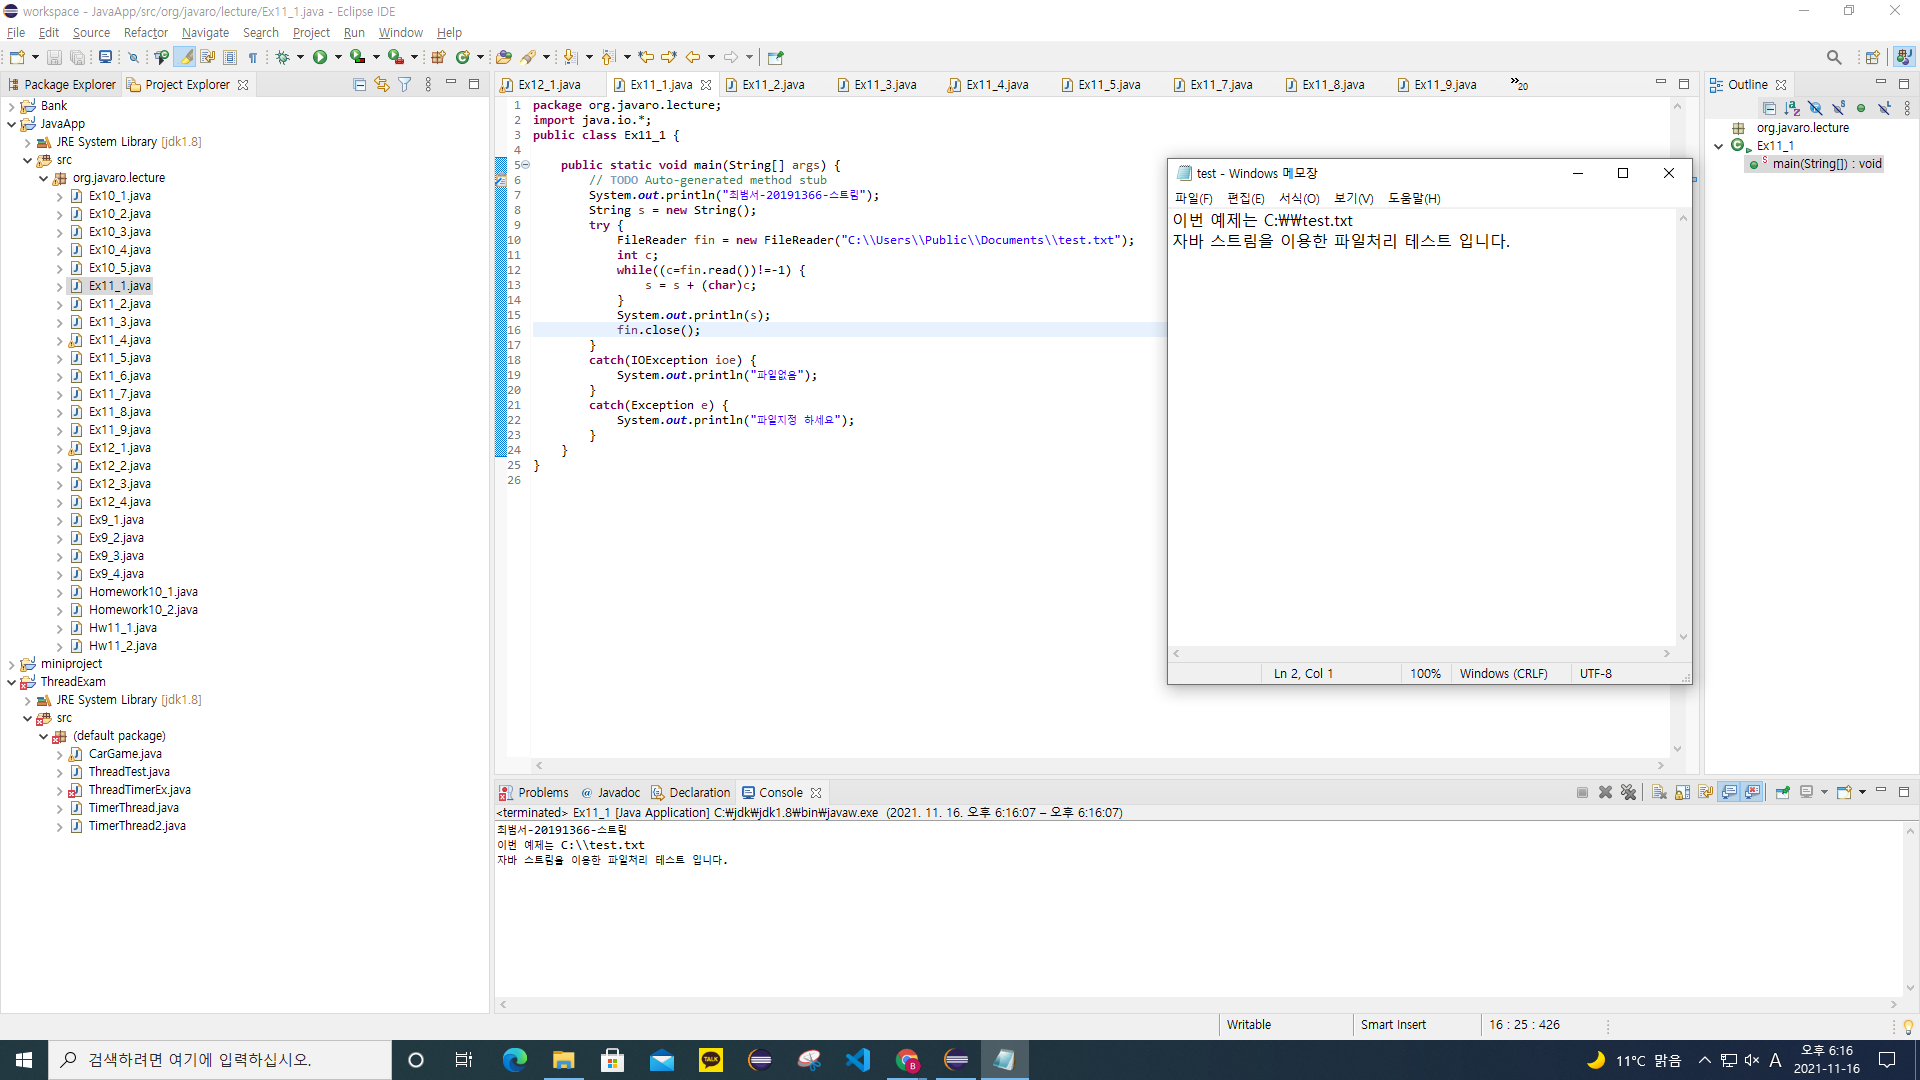 workspace - JavaApp/src/org/javaro/lecture/Ex11_1.java - Eclipse IDE
File Edit Source Refactor Navigate Search Project Run Window Help
Package Explorer Project Explorer
Bank
JavaApp
JRE System Library [jdk1.8]
src
org.javaro.lecture
Ex10_1.java
Ex10_2.java
Ex10_3.java
Ex10_4.java
Ex10_5.java
Ex11_1.java
Ex11_2.java
Ex11_3.java
Ex11_4.java
Ex11_5.java
Ex11_6.java
Ex11_7.java
Ex11_8.java
Ex11_9.java
Ex12_1.java
Ex12_2.java
Ex12_3.java
Ex12_4.java
Ex9_1.java
Ex9_2.java
Ex9_3.java
Ex9_4.java
Homework10_1.java
Homework10_2.java
Hw11_1.java
Hw11_2.java
miniproject
ThreadExam
JRE System Library [jdk1.8]
src
(default package)
CarGame.java
ThreadTest.java
ThreadTimerEx.java
TimerThread.java
TimerThread2.java
Ex12_1.java Ex11_1.java Ex11_2.java Ex11_3.java Ex11_4.java Ex11_5.java Ex11_7.java Ex11_8.java Ex11_9.java »20
1 package org.javaro.lecture;
2 import java.io.*;
3 public class Ex11_1 {
4
5 public static void main(String[] args) {
6 // TODO Auto-generated method stub
7 System.out.println("최범서-20191366-스트림");
8 String s = new String();
9 try {
10 FileReader fin = new FileReader("C:\\Users\\Public\\Documents\\test.txt");
11 int c;
12 while((c=fin.read())!=-1) {
13 s = s + (char)c;
14 }
15 System.out.println(s);
16 fin.close();
17 }
18 catch(IOException ioe) {
19 System.out.println("파일없음");
20 }
21 catch(Exception e) {
22 System.out.println("파일지정 하세요");
23 }
24 }
25 }
26
test - Windows 메모장
파일(F) 편집(E) 서식(O) 보기(V) 도움말(H)
이번 예제는 C:₩₩test.txt
자바 스트림을 이용한 파일처리 테스트 입니다.
Ln 2, Col 1 100% Windows (CRLF) UTF-8
Outline
org.javaro.lecture
Ex11_1
main(String[]) : void
Problems Javadoc Declaration Console
<terminated> Ex11_1 [Java Application] C:₩jdk₩jdk1.8₩bin₩javaw.exe (2021. 11. 16. 오후 6:16:07 – 오후 6:16:07)
최범서-20191366-스트림
이번 예제는 C:\\test.txt
자바 스트림을 이용한 파일처리 테스트 입니다.
Writable Smart Insert 16 : 25 : 426
검색하려면 여기에 입력하십시오.
TALK
B
11°C 맑음 A 오후 6:16
2021-11-16